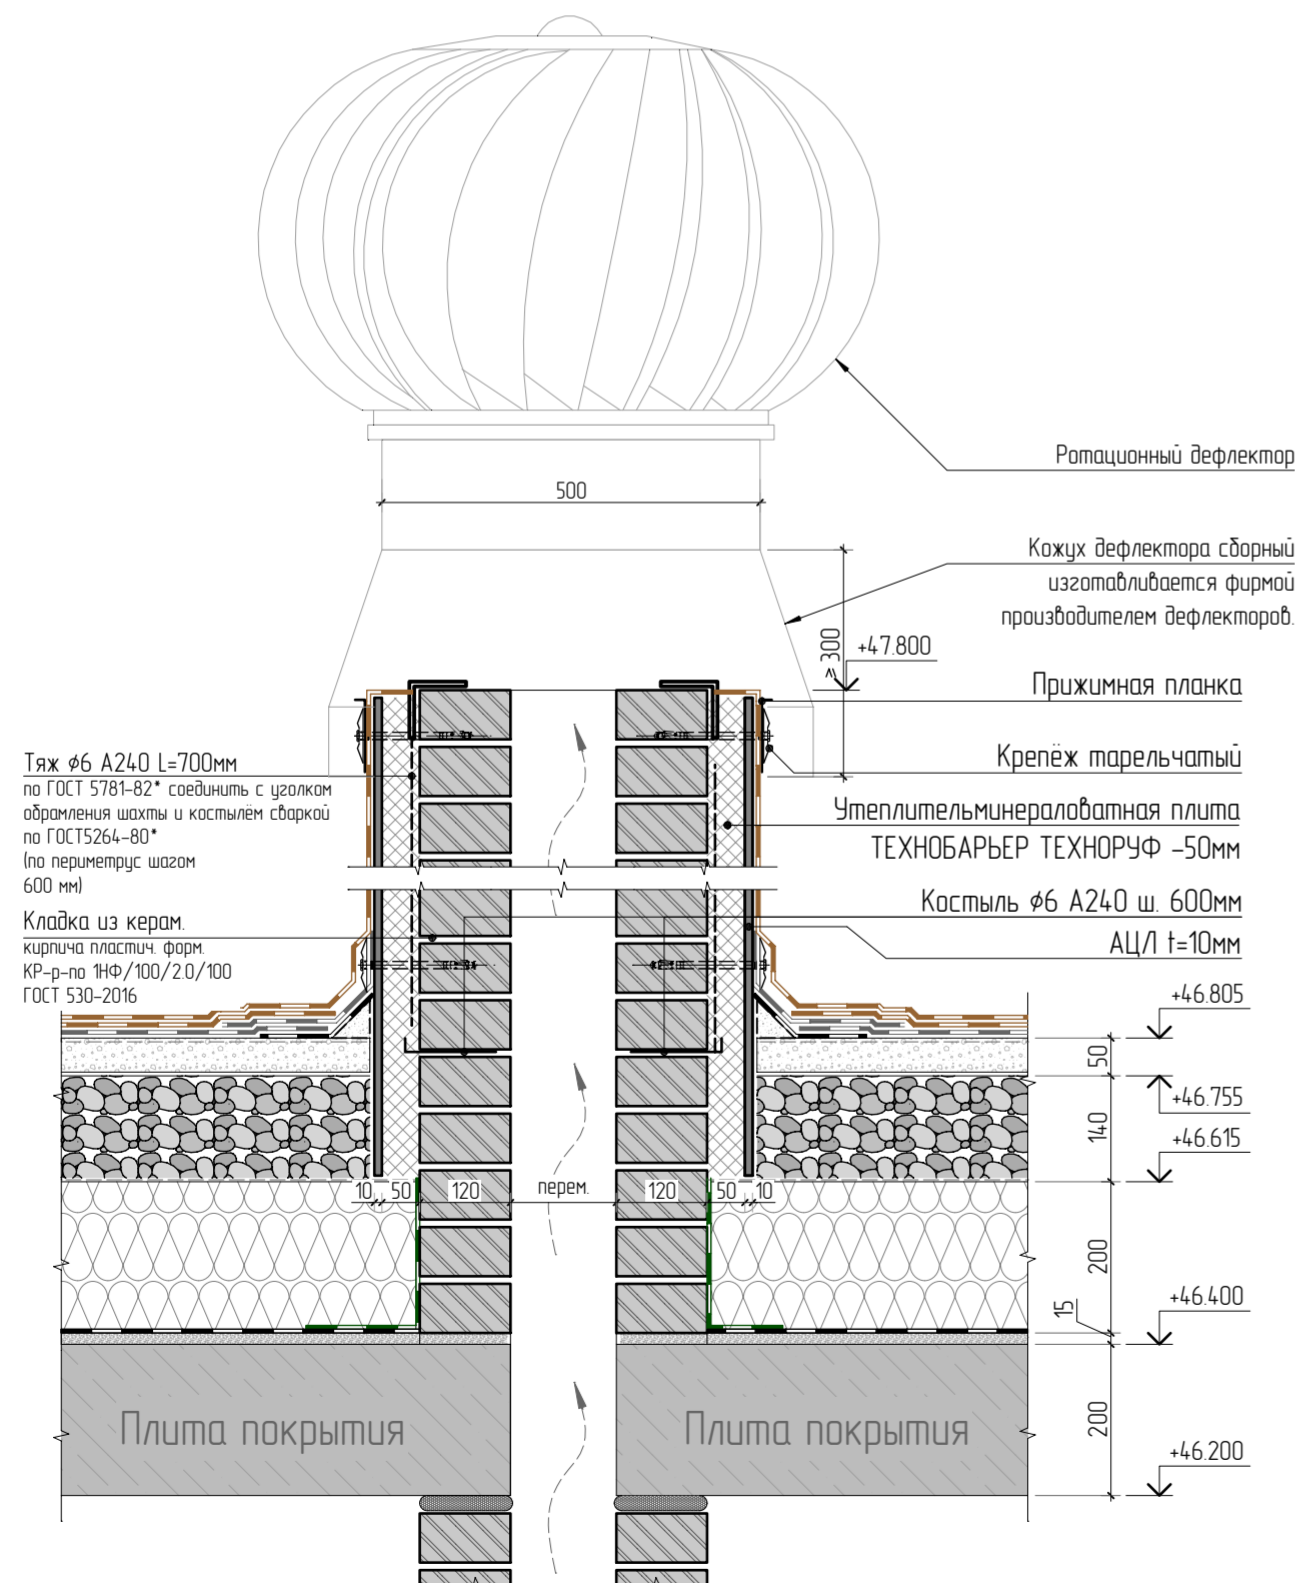 500
Ротационный дефлектор
Кожух дефлектора сборный
изготавливается фирмой
производителем дефлекторов.
≥300
+47.800
Прижимная планка
Крепёж тарельчатый
Тяж ϕ6 А240 L=700мм
по ГОСТ 5781-82* соединить с уголком
обрамления шахты и костылём сваркой
по ГОСТ5264-80*
(по периметрус шагом
600 мм)
Утеплительминераловатная плита
ТЕХНОБАРЬЕР ТЕХНОРУФ -50мм
Костыль ϕ6 А240 ш. 600мм
АЦЛ t=10мм
Кладка из керам.
кирпича пластич. форм.
КР-р-по 1НФ/100/2.0/100
ГОСТ 530-2016
+46.805
50
+46.755
140
+46.615
10 50 120 перем. 120 50 10
200
+46.400
15
200
Плита покрытия
Плита покрытия
+46.200